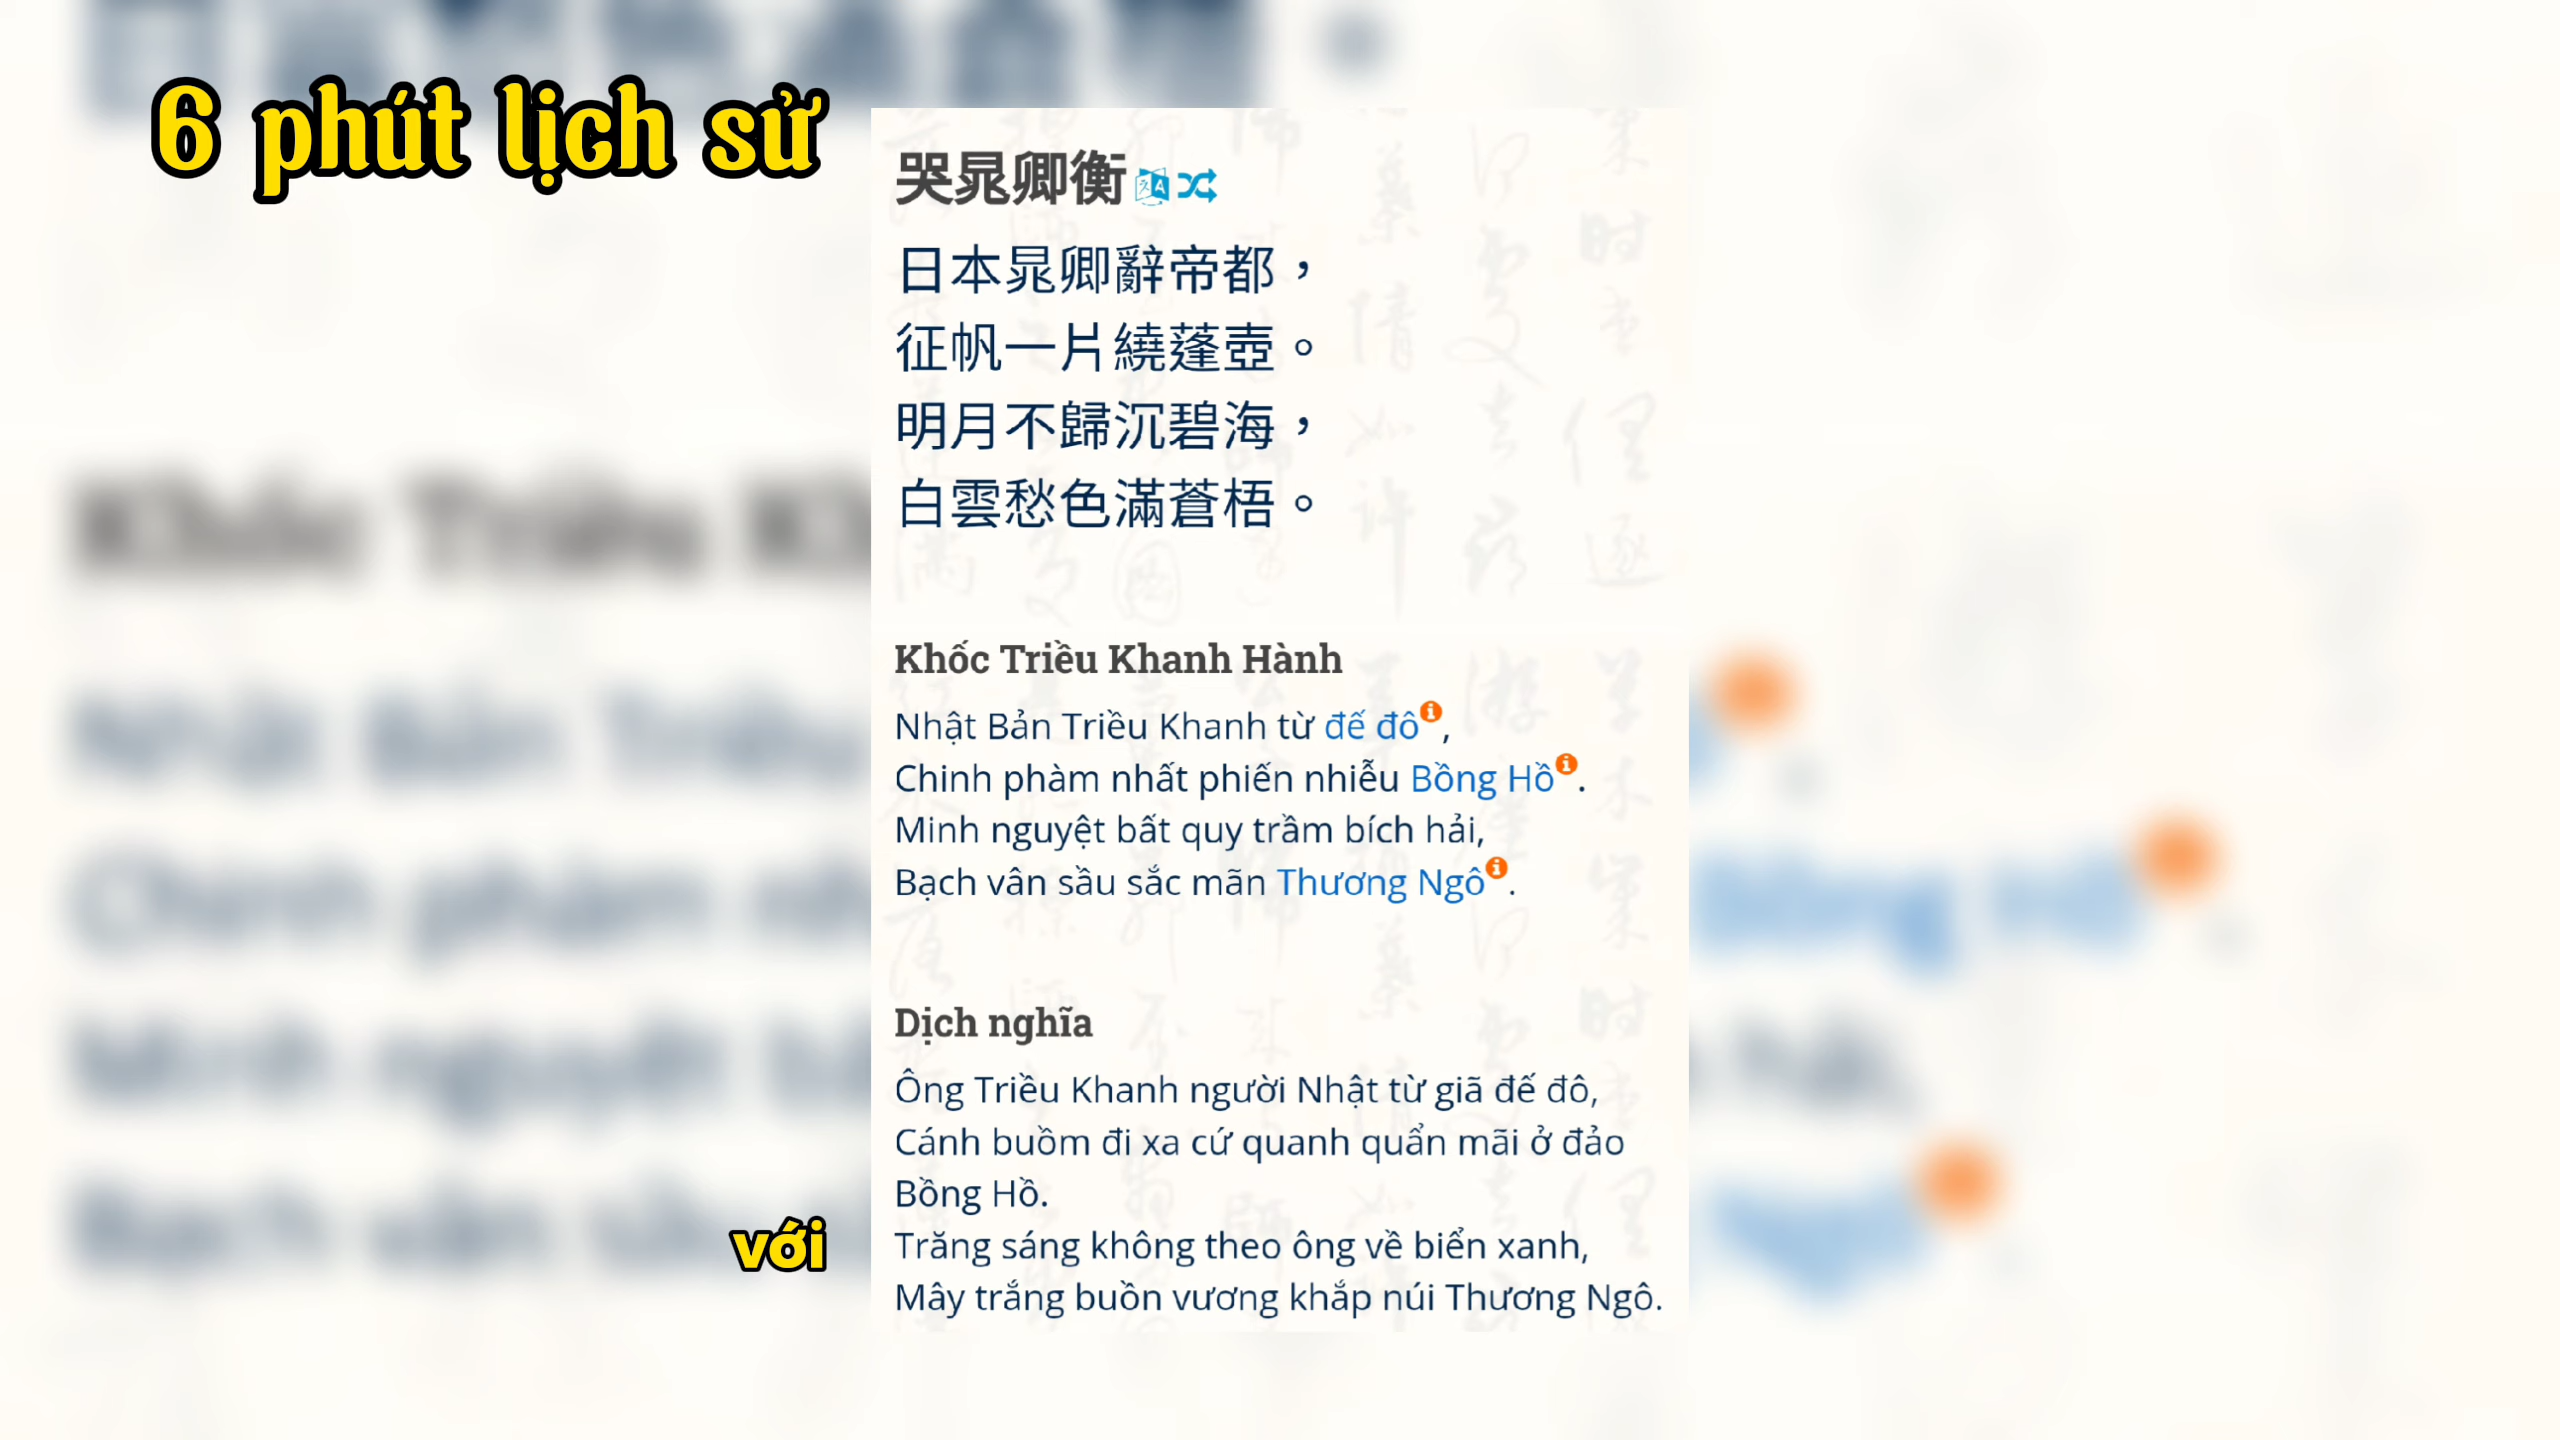 6 phút lịch sử
哭晁卿衡
日本晁卿辭帝都，
征帆一片繞蓬壺。
明月不歸沉碧海，
白雲愁色滿蒼梧。
Khốc Triều Khanh Hành
Nhật Bản Triều Khanh từ đế đô,
Chinh phàm nhất phiến nhiễu Bồng Hồ.
Minh nguyệt bất quy trầm bích hải,
Bạch vân sầu sắc mãn Thương Ngô.
Dịch nghĩa
Ông Triều Khanh người Nhật từ giã đế đô,
Cánh buồm đi xa cứ quanh quẩn mãi ở đảo
Bồng Hồ.
Trăng sáng không theo ông về biển xanh,
Mây trắng buồn vương khắp núi Thương Ngô.
với